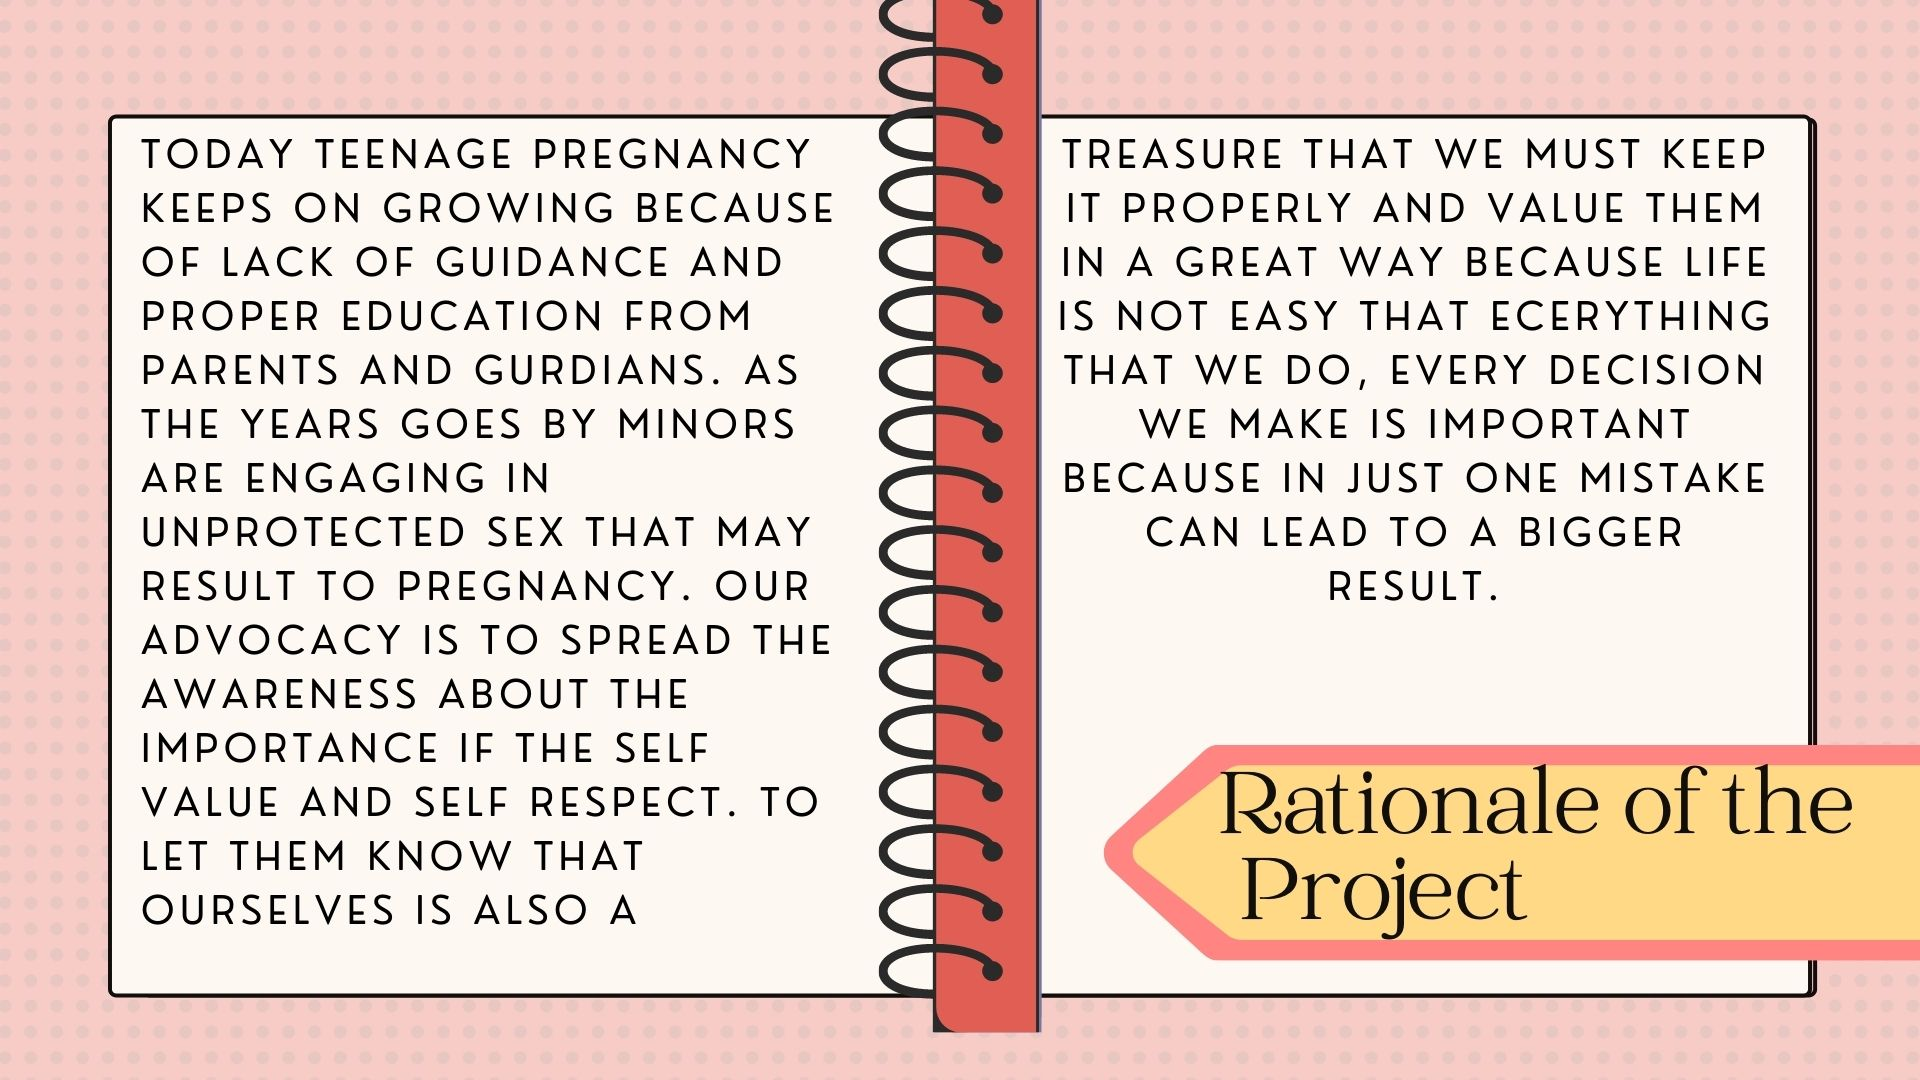 TODAY TEENAGE PREGNANCY
KEEPS ON GROWING BECAUSE
OF LACK OF GUIDANCE AND
PROPER EDUCATION FROM
PARENTS AND GURDIANS. AS
THE YEARS GOES BY MINORS
ARE ENGAGING IN
UNPROTECTED SEX THAT MAY
RESULT TO PREGNANCY. OUR
ADVOCACY IS TO SPREAD THE
AWARENESS ABOUT THE
IMPORTANCE IF THE SELF
VALUE AND SELF RESPECT. TO
LET THEM KNOW THAT
OURSELVES IS ALSO A
TREASURE THAT WE MUST KEEP
IT PROPERLY AND VALUE THEM
IN A GREAT WAY BECAUSE LIFE
IS NOT EASY THAT ECERYTHING
THAT WE DO, EVERY DECISION
WE MAKE IS IMPORTANT
BECAUSE IN JUST ONE MISTAKE
CAN LEAD TO A BIGGER
RESULT.
Rationale of the
Project